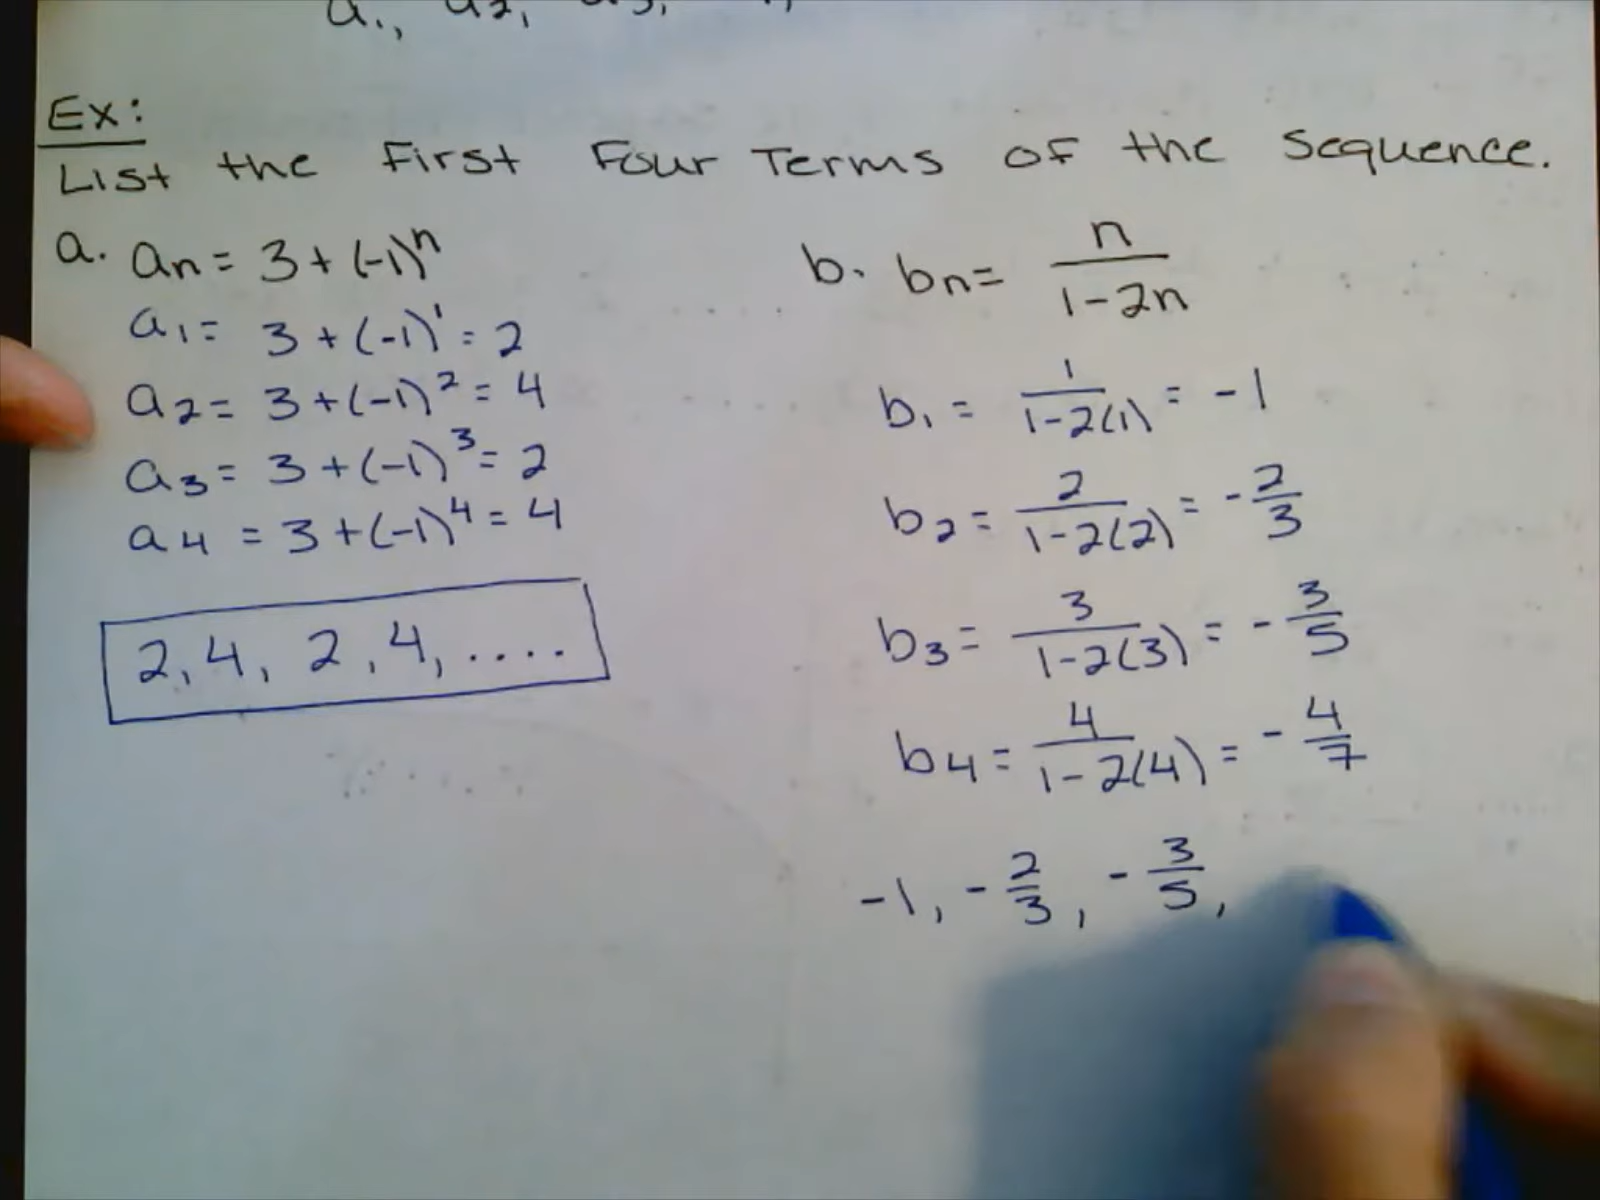 a₁, a₂, a₃,
Ex:
List the First Four Terms of the Sequence.
a. aₙ = 3 + (-1)ⁿ
a₁ = 3 + (-1)¹ = 2
a₂ = 3 + (-1)² = 4
a₃ = 3 + (-1)³ = 2
a₄ = 3 + (-1)⁴ = 4
2, 4, 2, 4, ....
b. bₙ = n/(1-2n)
b₁ = 1/(1-2(1)) = -1
b₂ = 2/(1-2(2)) = -2/3
b₃ = 3/(1-2(3)) = -3/5
b₄ = 4/(1-2(4)) = -4/7
-1, -2/3, -3/5,